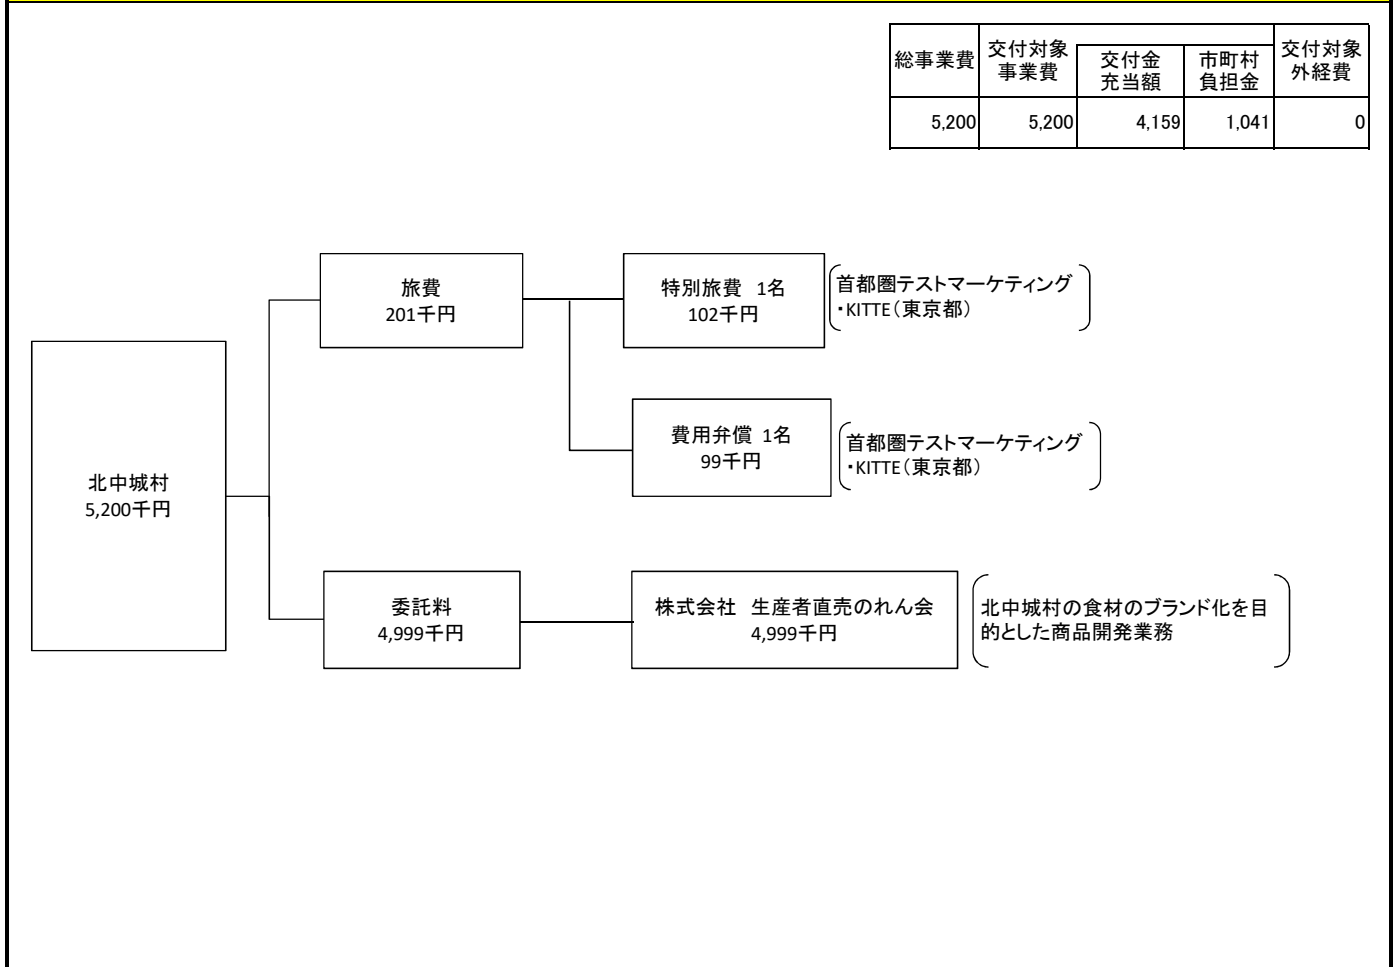 総事業費
交付対象
事業費
交付金
充当額
市町村
負担金
交付対象
外経費
5,200 5,200 4,159 1,041 0
旅費
201千円
特別旅費 1名
102千円
首都圏テストマーケティング
・KITTE(東京都)
費用弁償 1名
99千円
首都圏テストマーケティング
・KITTE(東京都)
北中城村
5,200千円
委託料
4,999千円
株式会社 生産者直売のれん会
4,999千円
北中城村の食材のブランド化を目
的とした商品開発業務